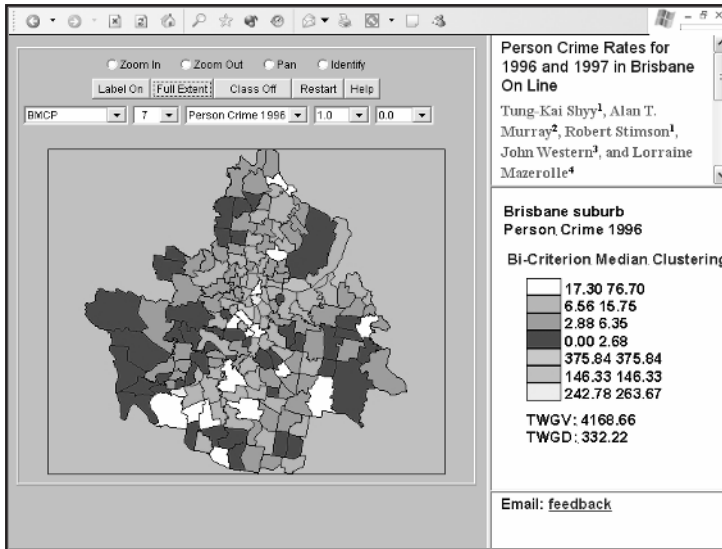 Zoom In Zoom Out Pan Identify
Label On Full Extent Class Off Restart Help
BMCP 7 Person Crime 1996 1.0 0.0
Person Crime Rates for
1996 and 1997 in Brisbane
On Line
Tung-Kai Shyy1, Alan T.
Murray2, Robert Stimson1,
John Western3, and Lorraine
Mazerolle4
Brisbane suburb
Person Crime 1996
Bi-Criterion Median Clustering
17.30 76.70
6.56 15.75
2.88 6.35
0.00 2.68
375.84 375.84
146.33 146.33
242.78 263.67
TWGV: 4168.66
TWGD: 332.22
Email: feedback